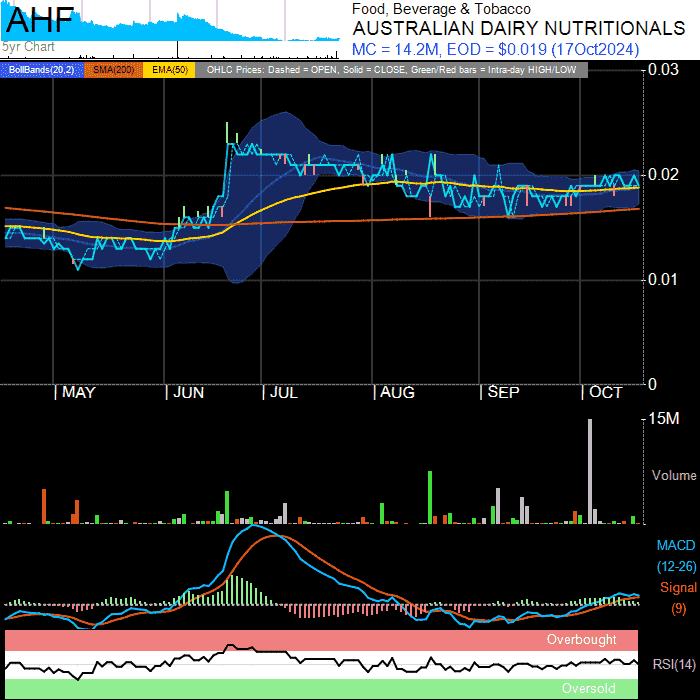 AHF
5yr Chart
Food, Beverage & Tobacco
AUSTRALIAN DAIRY NUTRITIONALS
MC = 14.2M, EOD = $0.019 (17Oct2024)
BollBands(20,2) SMA(200) EMA(50) OHLC Prices: Dashed = OPEN, Solid = CLOSE, Green/Red bars = Intra-day HIGH/LOW
0.03
0.02
0.01
0
MAY JUN JUL AUG SEP OCT
15M
Volume
MACD
(12-26)
Signal
(9)
Overbought
RSI(14)
Oversold